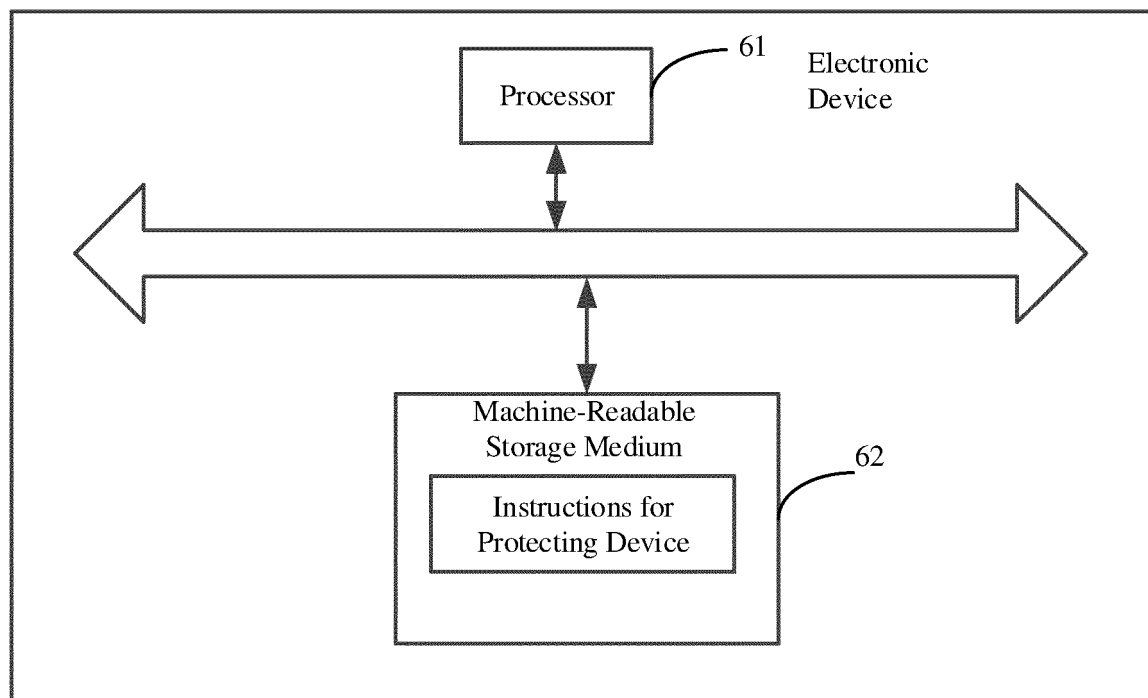 61
Electronic
Device
Processor
Machine-Readable
Storage Medium
62
Instructions for
Protecting Device